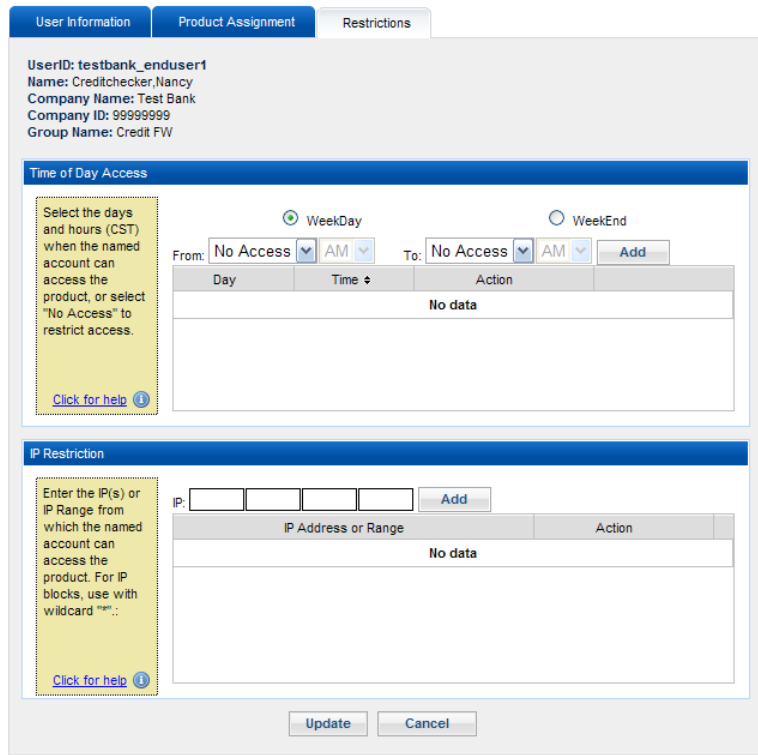 User Information Product Assignment Restrictions
UserID: testbank_enduser1
Name: Creditchecker,Nancy
Company Name: Test Bank
Company ID: 99999999
Group Name: Credit FW
Time of Day Access
Select the days
and hours (CST)
when the named
account can
access the
product, or select
"No Access" to
restrict access.
Click for help
WeekDay WeekEnd
From: No Access AM To: No Access AM Add
Day Time Action
No data
IP Restriction
Enter the IP(s) or
IP Range from
which the named
account can
access the
product. For IP
blocks, use with
wildcard "*".:
Click for help
IP: Add
IP Address or Range Action
No data
Update Cancel